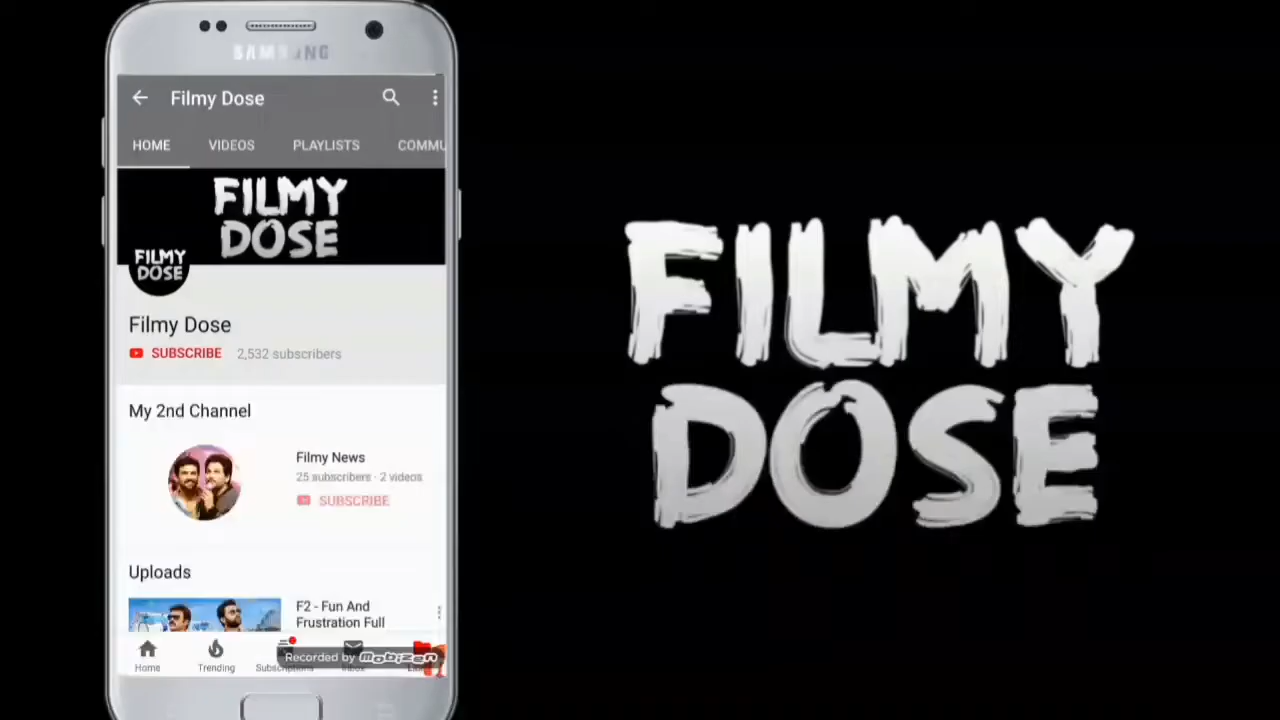 SAMSUNG
Filmy Dose
HOME VIDEOS PLAYLISTS COMMU
FILMY
DOSE
FILMY
DOSE
Filmy Dose
SUBSCRIBE 2,532 subscribers
My 2nd Channel
Filmy News
25 subscribers · 2 videos
SUBSCRIBE
Uploads
F2 - Fun And
Frustration Full
Home Trending Subscriptions Inbox
Recorded by Mobizen
FILMY
DOSE